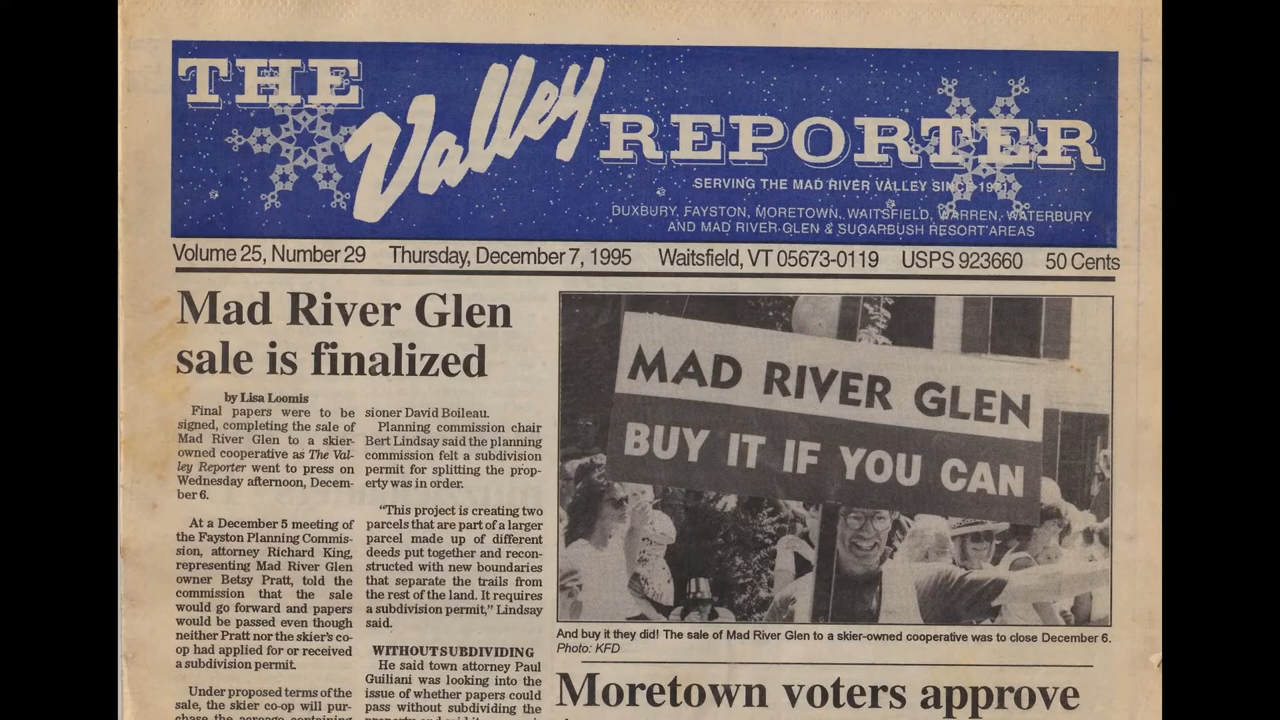 THE Valley REPORTER
SERVING THE MAD RIVER VALLEY SINCE 1971
DUXBURY, FAYSTON, MORETOWN, WAITSFIELD, WARREN, WATERBURY
AND MAD RIVER GLEN & SUGARBUSH RESORT AREAS
Volume 25, Number 29 Thursday, December 7, 1995 Waitsfield, VT 05673-0119 USPS 923660 50 Cents
Mad River Glen
sale is finalized
by Lisa Loomis
Final papers were to be
signed, completing the sale of
Mad River Glen to a skier-
owned cooperative as The Val-
ley Reporter went to press on
Wednesday afternoon, Decem-
ber 6.
At a December 5 meeting of
the Fayston Planning Commis-
sion, attorney Richard King,
representing Mad River Glen
owner Betsy Pratt, told the
commission that the sale
would go forward and papers
would be passed even though
neither Pratt nor the skier's co-
op had applied for or received
a subdivision permit.
Under proposed terms of the
sale, the skier co-op will pur-
chase the acreage containing
sioner David Boileau.
Planning commission chair
Bert Lindsay said the planning
commission felt a subdivision
permit for splitting the prop-
erty was in order.
"This project is creating two
parcels that are part of a larger
parcel made up of different
deeds put together and recon-
structed with new boundaries
that separate the trails from
the rest of the land. It requires
a subdivision permit," Lindsay
said.
WITHOUT SUBDIVIDING
He said town attorney Paul
Guiliani was looking into the
issue of whether papers could
pass without subdividing the
MAD RIVER GLEN
BUY IT IF YOU CAN
And buy it they did! The sale of Mad River Glen to a skier-owned cooperative was to close December 6.
Photo: KFD
Moretown voters approve